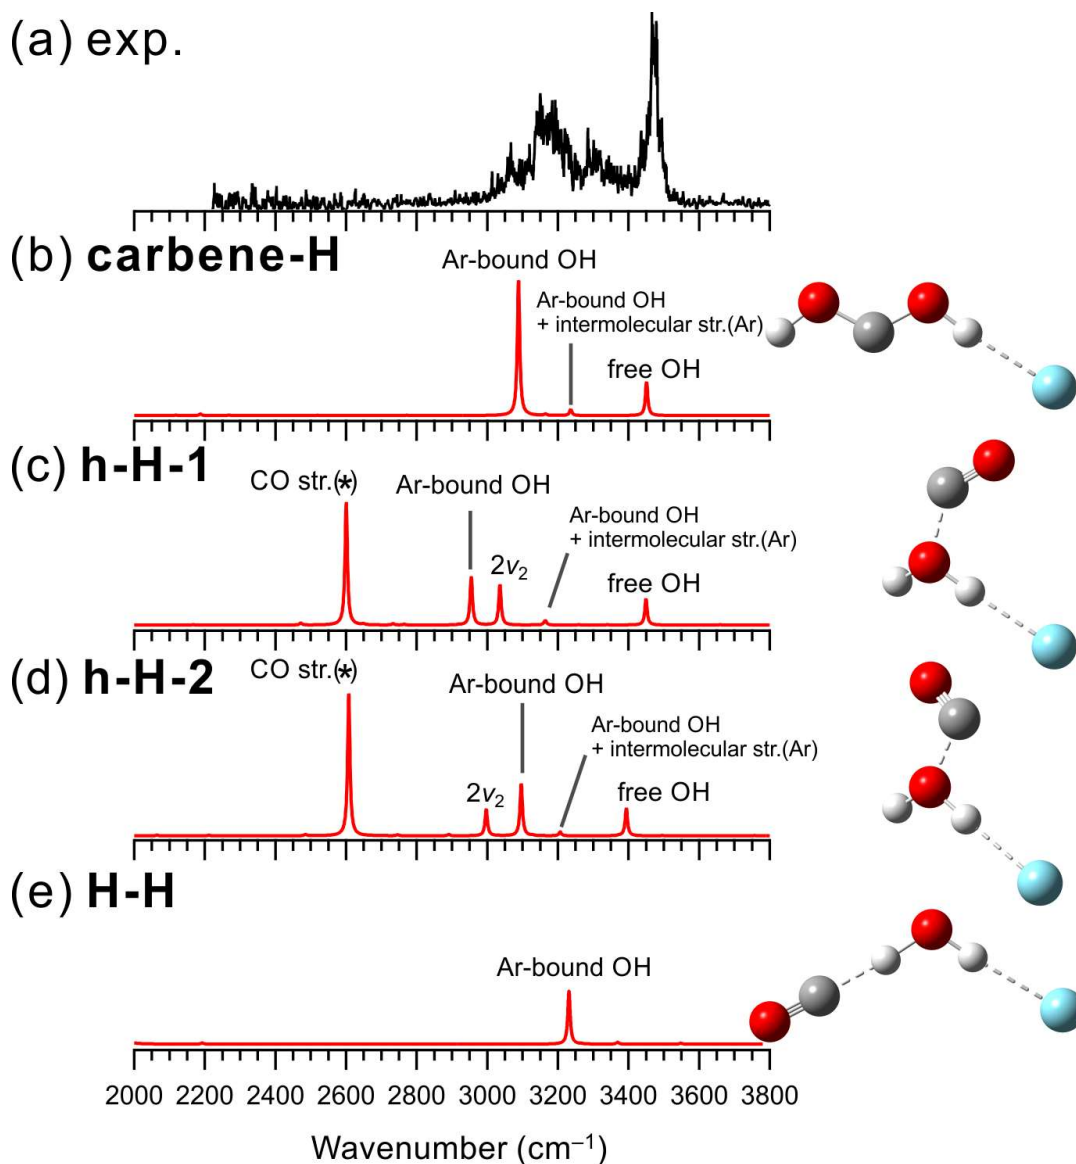 (a) exp.
(b) carbene-H
Ar-bound OH
Ar-bound OH
+ intermolecular str.(Ar)
free OH
(c) h-H-1
CO str.(*)
Ar-bound OH
2ν₂
Ar-bound OH
+ intermolecular str.(Ar)
free OH
(d) h-H-2
CO str.(*)
2ν₂
Ar-bound OH
Ar-bound OH
+ intermolecular str.(Ar)
free OH
(e) H-H
Ar-bound OH
2000 2200 2400 2600 2800 3000 3200 3400 3600 3800
Wavenumber (cm⁻¹)